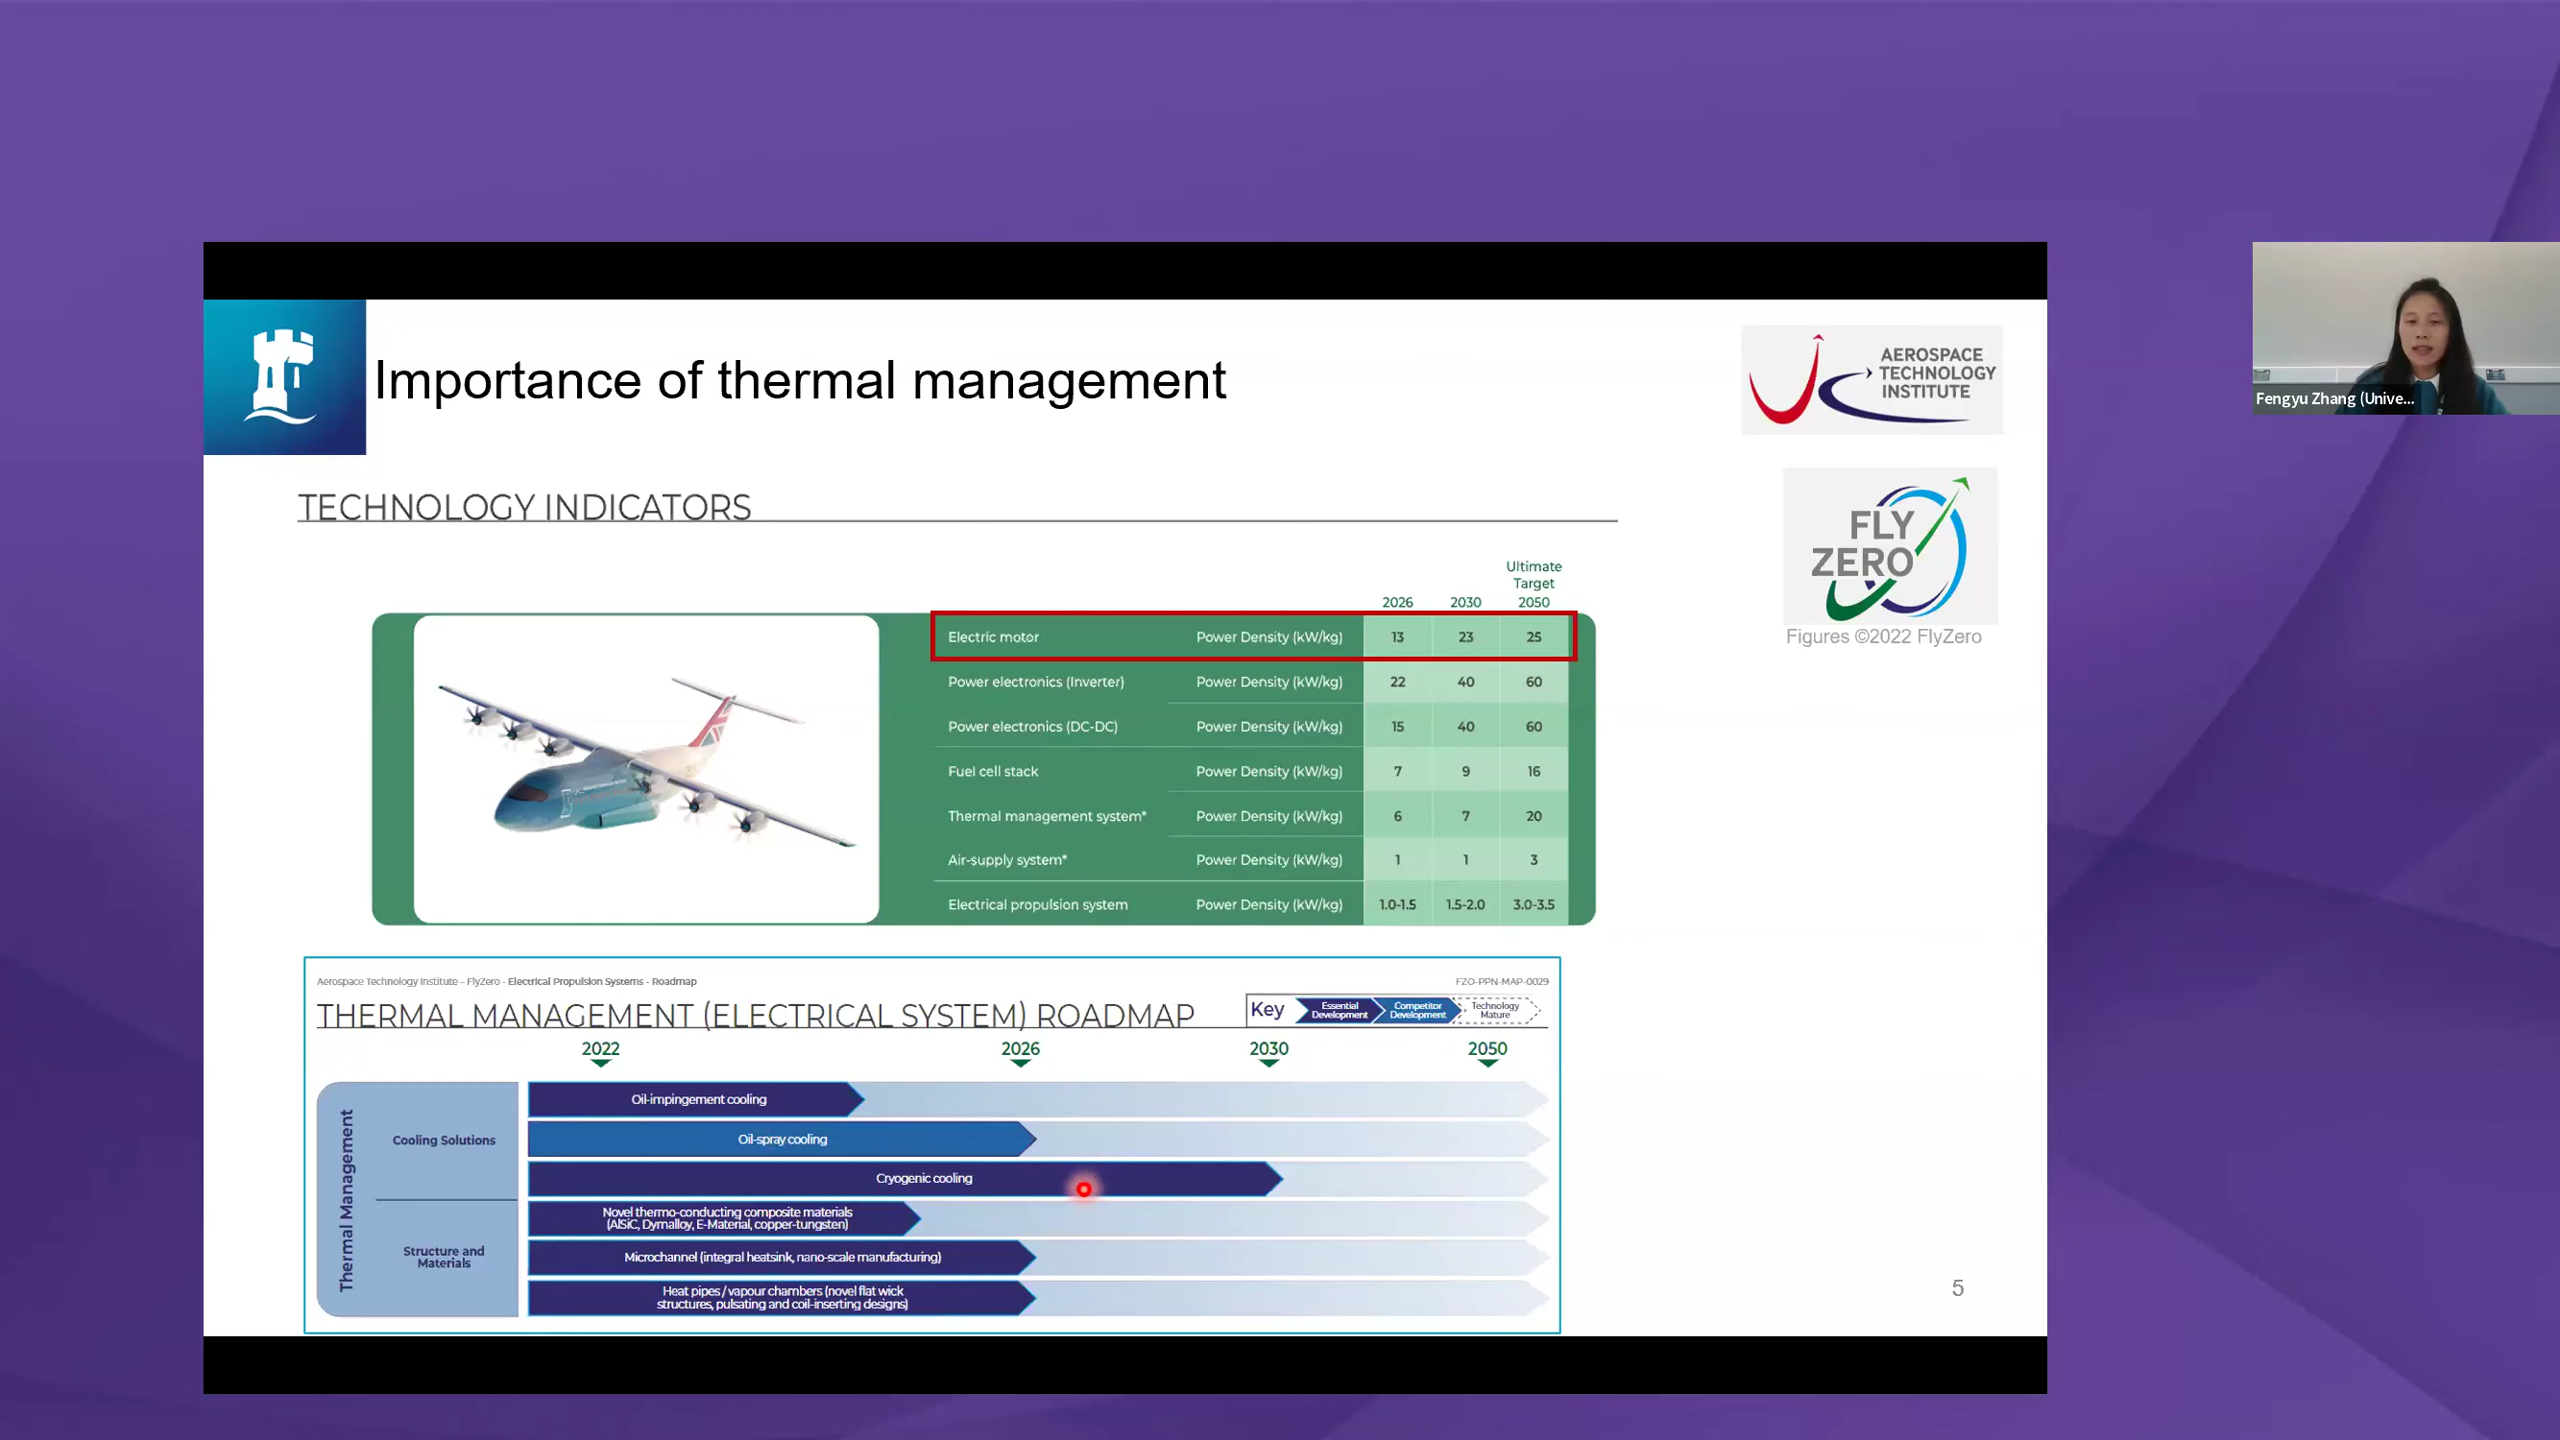 Importance of thermal management
AEROSPACE
TECHNOLOGY
INSTITUTE
Fengyu Zhang (Unive...
TECHNOLOGY INDICATORS
FLY
ZERO
Figures ©2022 FlyZero
Ultimate
Target
2026 2030 2050
Electric motor Power Density (kW/kg) 13 23 25
Power electronics (Inverter) Power Density (kW/kg) 22 40 60
Power electronics (DC-DC) Power Density (kW/kg) 15 40 60
Fuel cell stack Power Density (kW/kg) 7 9 16
Thermal management system* Power Density (kW/kg) 6 7 20
Air-supply system* Power Density (kW/kg) 1 1 3
Electrical propulsion system Power Density (kW/kg) 1.0-1.5 1.5-2.0 3.0-3.5
Aerospace Technology Institute – FlyZero - Electrical Propulsion Systems - Roadmap
FZO-PPN-MAP-0029
THERMAL MANAGEMENT (ELECTRICAL SYSTEM) ROADMAP
Key
Essential
Development
Competitor
Development
Technology
Mature
2022 2026 2030 2050
Thermal Management
Cooling Solutions
Oil-impingement cooling
Oil-spray cooling
Cryogenic cooling
Structure and
Materials
Novel thermo-conducting composite materials
(AlSiC, Dymalloy, E-Material, copper-tungsten)
Microchannel (integral heatsink, nano-scale manufacturing)
Heat pipes / vapour chambers (novel flat wick
structures, pulsating and coil-inserting designs)
5